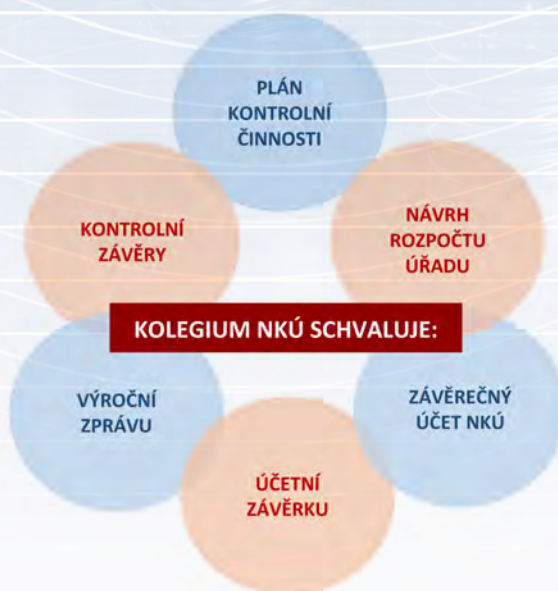 PLÁN
KONTROLNÍ
ČINNOSTI
KONTROLNÍ
ZÁVĚRY
NÁVRH
ROZPOČTU
ÚŘADU
KOLEGIUM NKÚ SCHVALUJE:
VÝROČNÍ
ZPRÁVU
ZÁVĚREČNÝ
ÚČET NKÚ
ÚČETNÍ
ZÁVĚRKU